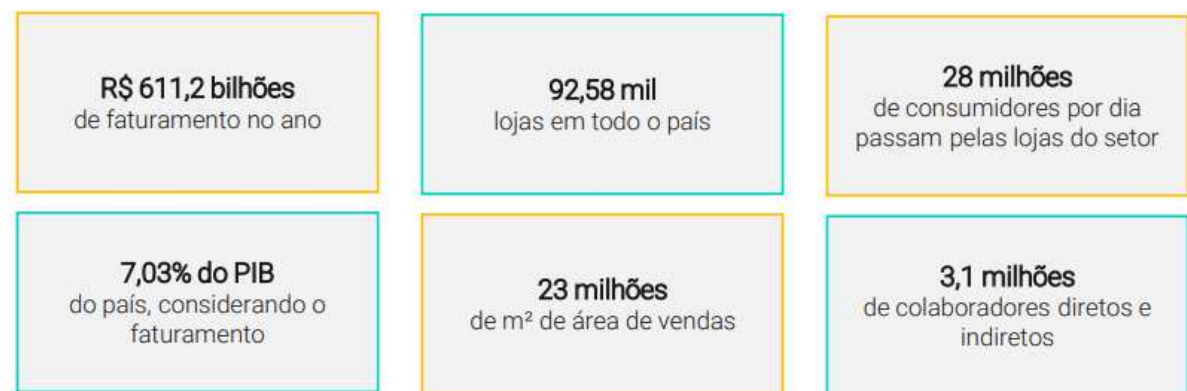 R$ 611,2 bilhões
de faturamento no ano
92,58 mil
lojas em todo o país
28 milhões
de consumidores por dia
passam pelas lojas do setor
7,03% do PIB
do país, considerando o
faturamento
23 milhões
de m² de área de vendas
3,1 milhões
de colaboradores diretos e
indiretos